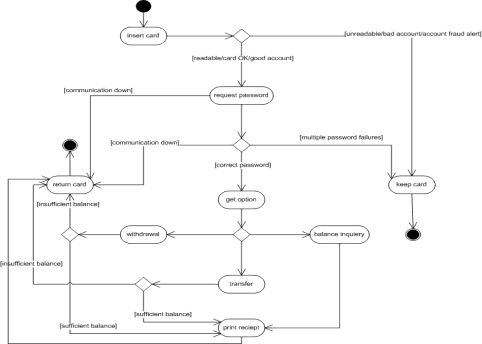 insert card
[unreadable/bad account/account fraud alert]
[readable/card OK/good account]
[communication down]
request password
[communication down]
[multiple password failures]
[correct password]
return card
keep card
[insufficient balance]
get option
withdrawal
balance inquiery
[insufficient balance]
transfer
[sufficient balance]
[sufficient balance]
print reciept